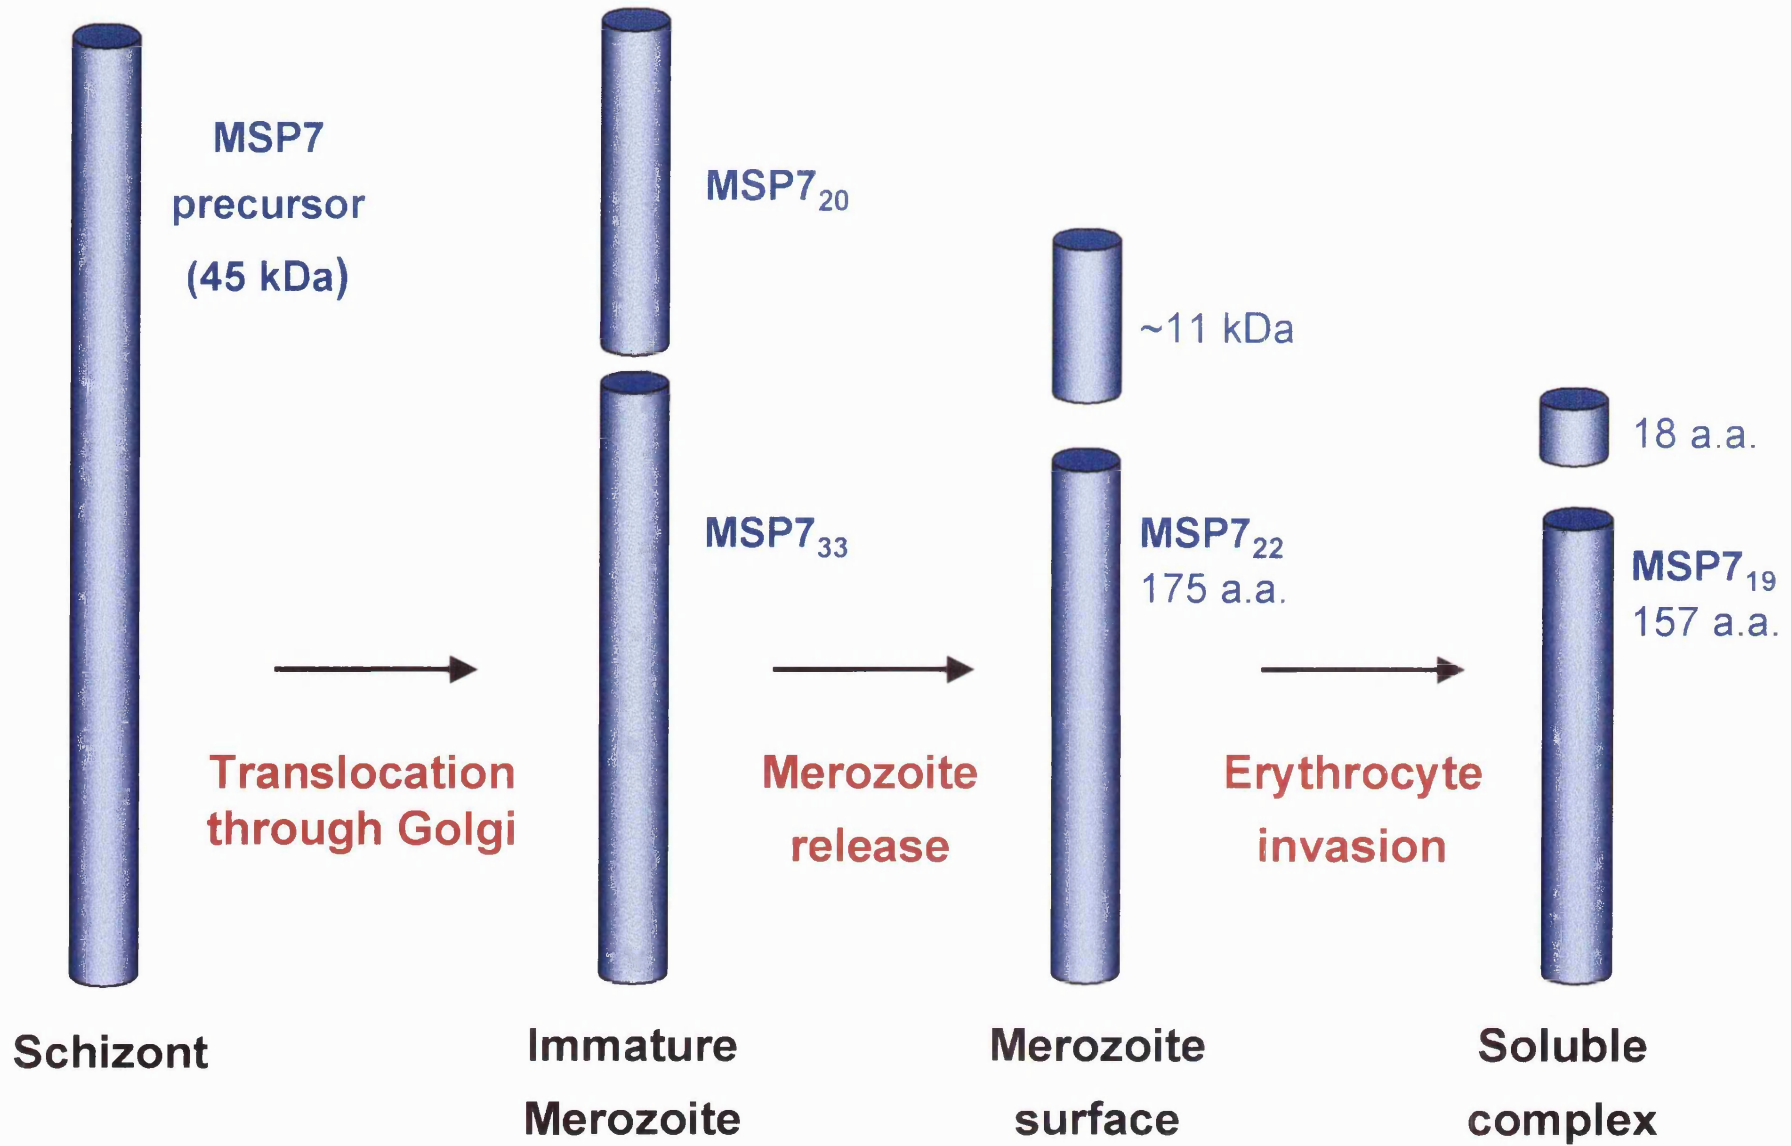 MSP7
precursor
(45 kDa)
MSP7₂₀
MSP7₃₃
~11 kDa
MSP7₂₂
175 a.a.
18 a.a.
MSP7₁₉
157 a.a.
Translocation
through Golgi
Merozoite
release
Erythrocyte
invasion
Schizont
Immature
Merozoite
Merozoite
surface
Soluble
complex